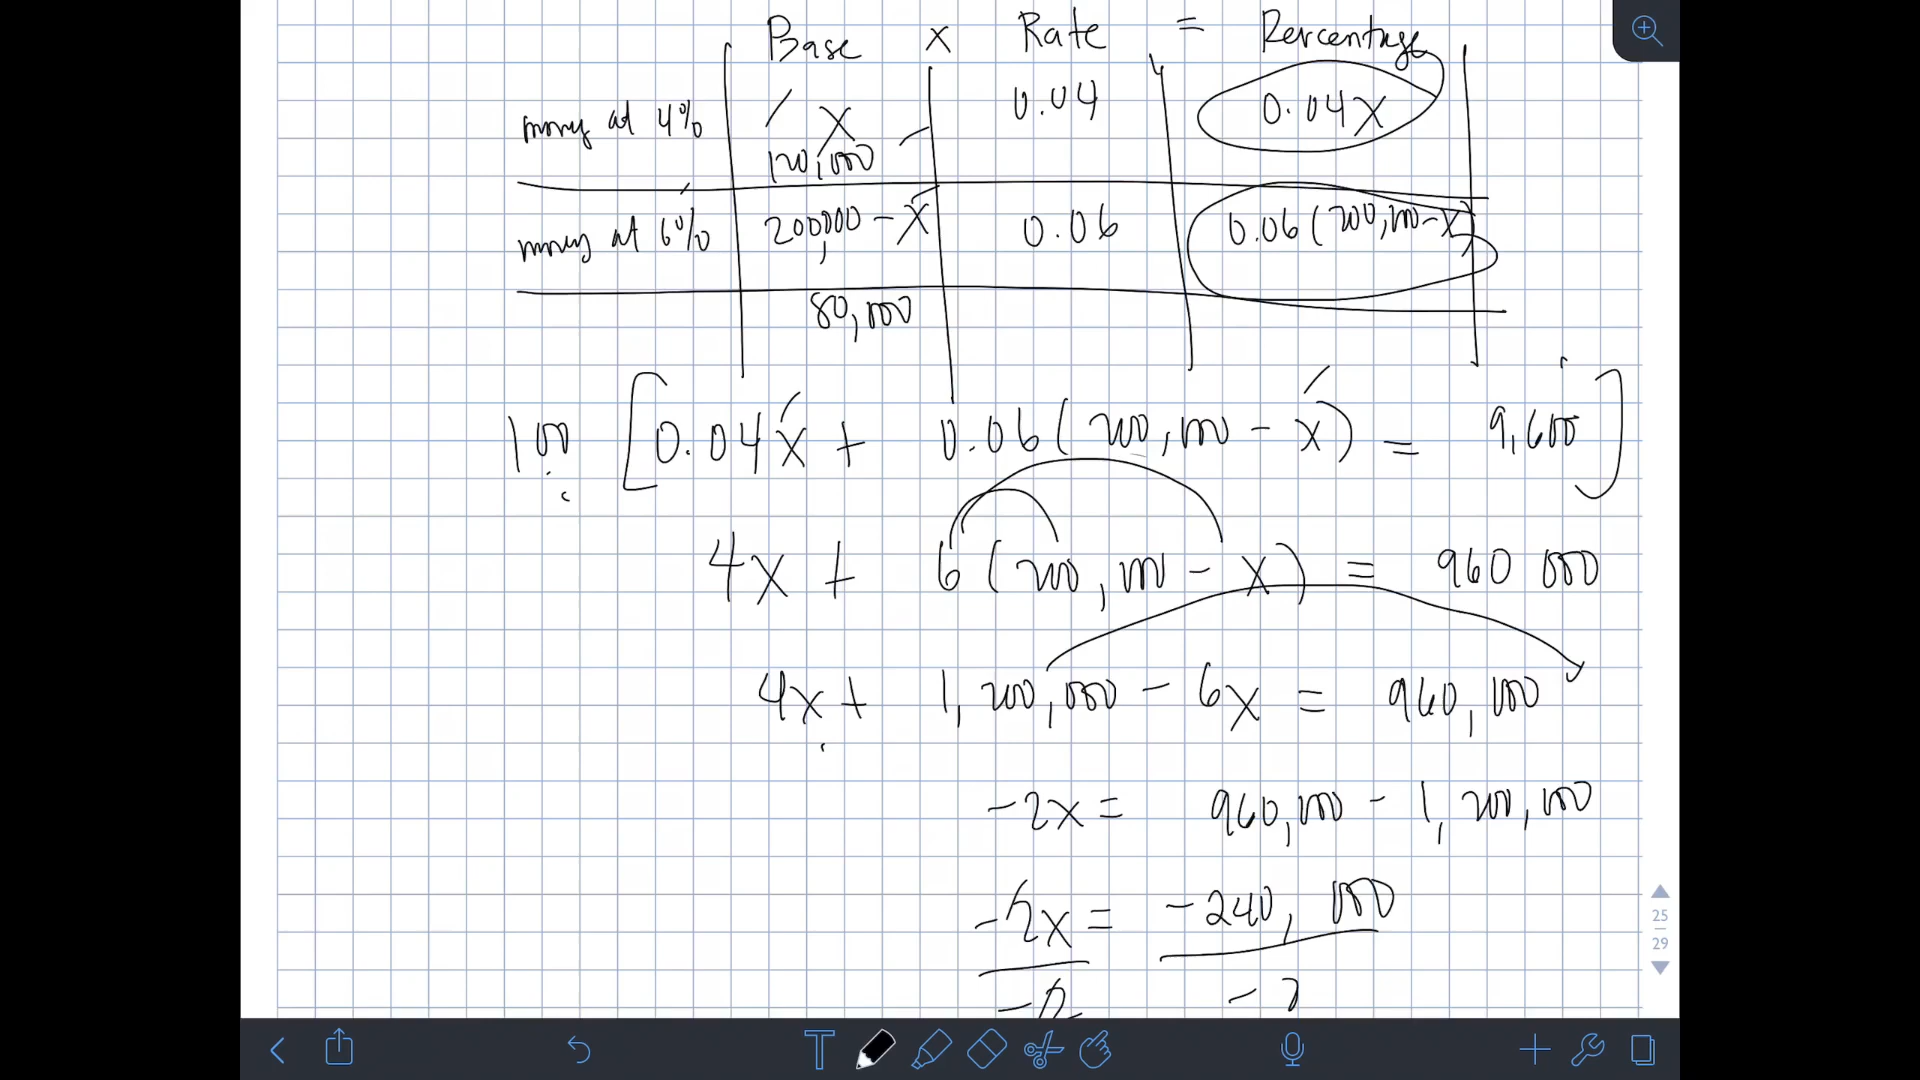 Base x Rate = Percentage
money at 4% x 0.04 0.04x
120,000
money at 6% 200,000 - x 0.06 0.06(200,000-x)
80,000
100 [0.04x + 0.06(200,000 - x) = 9,600]
4x + 6(200,000 - x) = 960 000
4x + 1,200,000 - 6x = 960,000
-2x = 960,000 - 1,200,000
-2x = -240,000
-2 -2
25
29
T